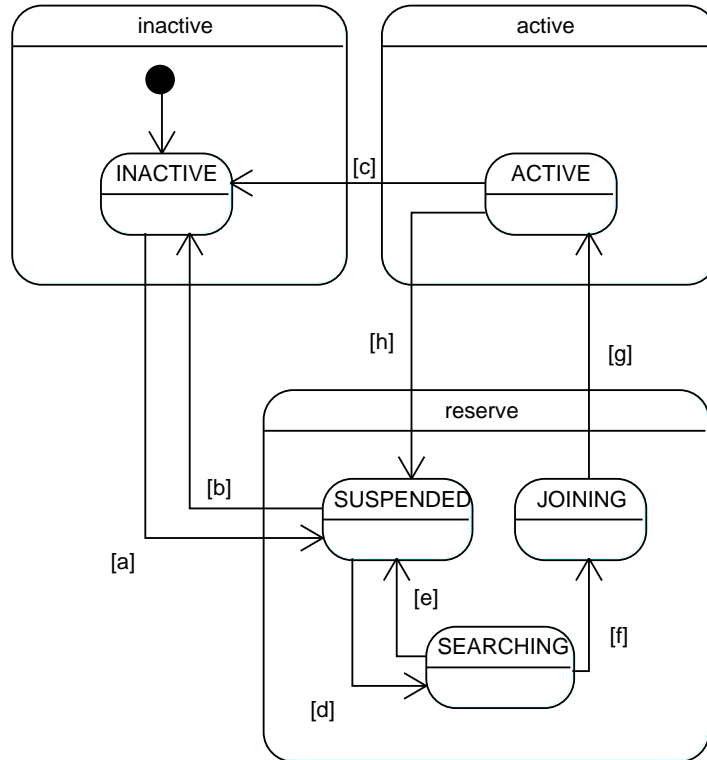 inactive
active
INACTIVE
[c]
ACTIVE
[h]
[g]
reserve
[b]
SUSPENDED
JOINING
[a]
[e]
SEARCHING
[f]
[d]